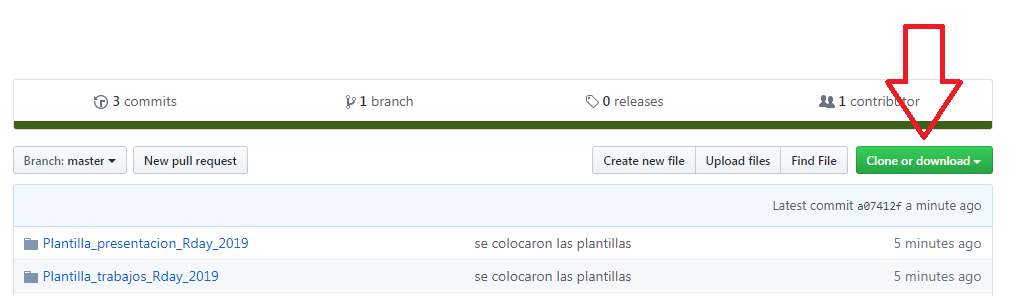 3 commits 1 branch 0 releases 1 contributor
Branch: master New pull request Create new file Upload files Find File Clone or download
Latest commit a07412f a minute ago
Plantilla_presentacion_Rday_2019 se colocaron las plantillas 5 minutes ago
Plantilla_trabajos_Rday_2019 se colocaron las plantillas 5 minutes ago